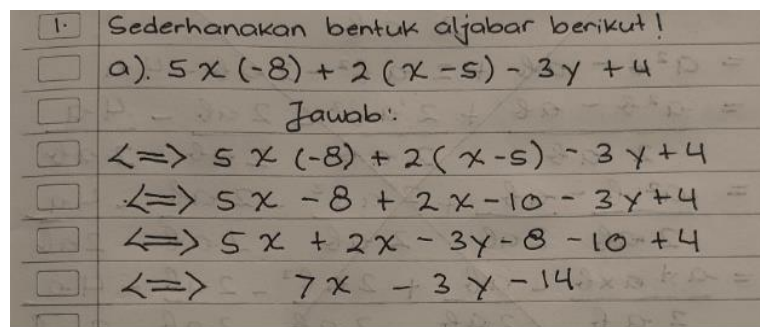 1. Sederhanakan bentuk aljabar berikut!
a). 5x (-8) + 2 (x - 5) - 3y + 4
Jawab:
<=> 5x (-8) + 2 (x - 5) - 3y + 4
<=> 5x - 8 + 2x - 10 - 3y + 4
<=> 5x + 2x - 3y - 8 - 10 + 4
<=> 7x - 3y - 14